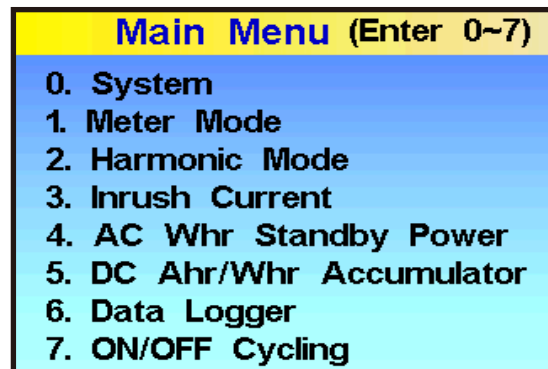 Main Menu (Enter 0~7)
0. System
1. Meter Mode
2. Harmonic Mode
3. Inrush Current
4. AC Whr Standby Power
5. DC Ahr/Whr Accumulator
6. Data Logger
7. ON/OFF Cycling